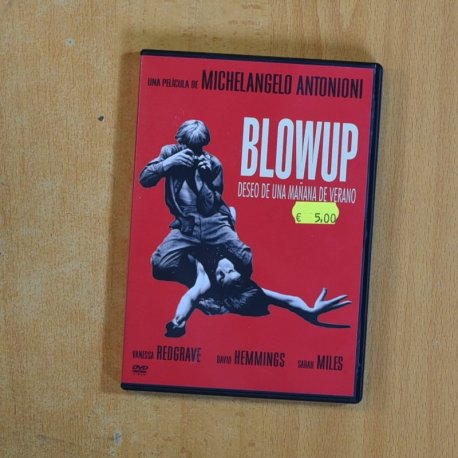 UNA PELÍCULA DE MICHELANGELO ANTONIONI
BLOWUP
DESEO DE UNA MAÑANA DE VERANO
€ 5,00
VANESSA REDGRAVE DAVID HEMMINGS SARAH MILES
DVD